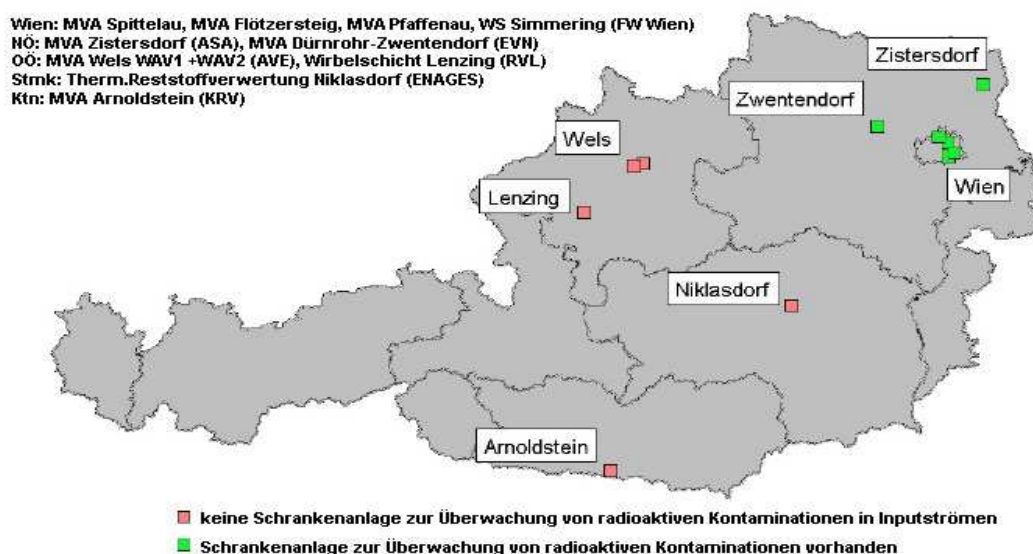 Wien: MVA Spittelau, MVA Flötzersteig, MVA Pfaffenau, WS Simmering (FW Wien)
NÖ: MVA Zistersdorf (ASA), MVA Dürnrohr-Zwentendorf (EVN)
OÖ: MVA Wels WAV1 +WAV2 (AVE), Wirbelschicht Lenzing (RVL)
Stmk: Therm.Reststoffverwertung Niklasdorf (ENAGES)
Ktn: MVA Arnoldstein (KRV)
Zistersdorf
Zwentendorf
Wels
Wien
Lenzing
Niklasdorf
Arnoldstein
keine Schrankenanlage zur Überwachung von radioaktiven Kontaminationen in Inputströmen
Schrankenanlage zur Überwachung von radioaktiven Kontaminationen vorhanden